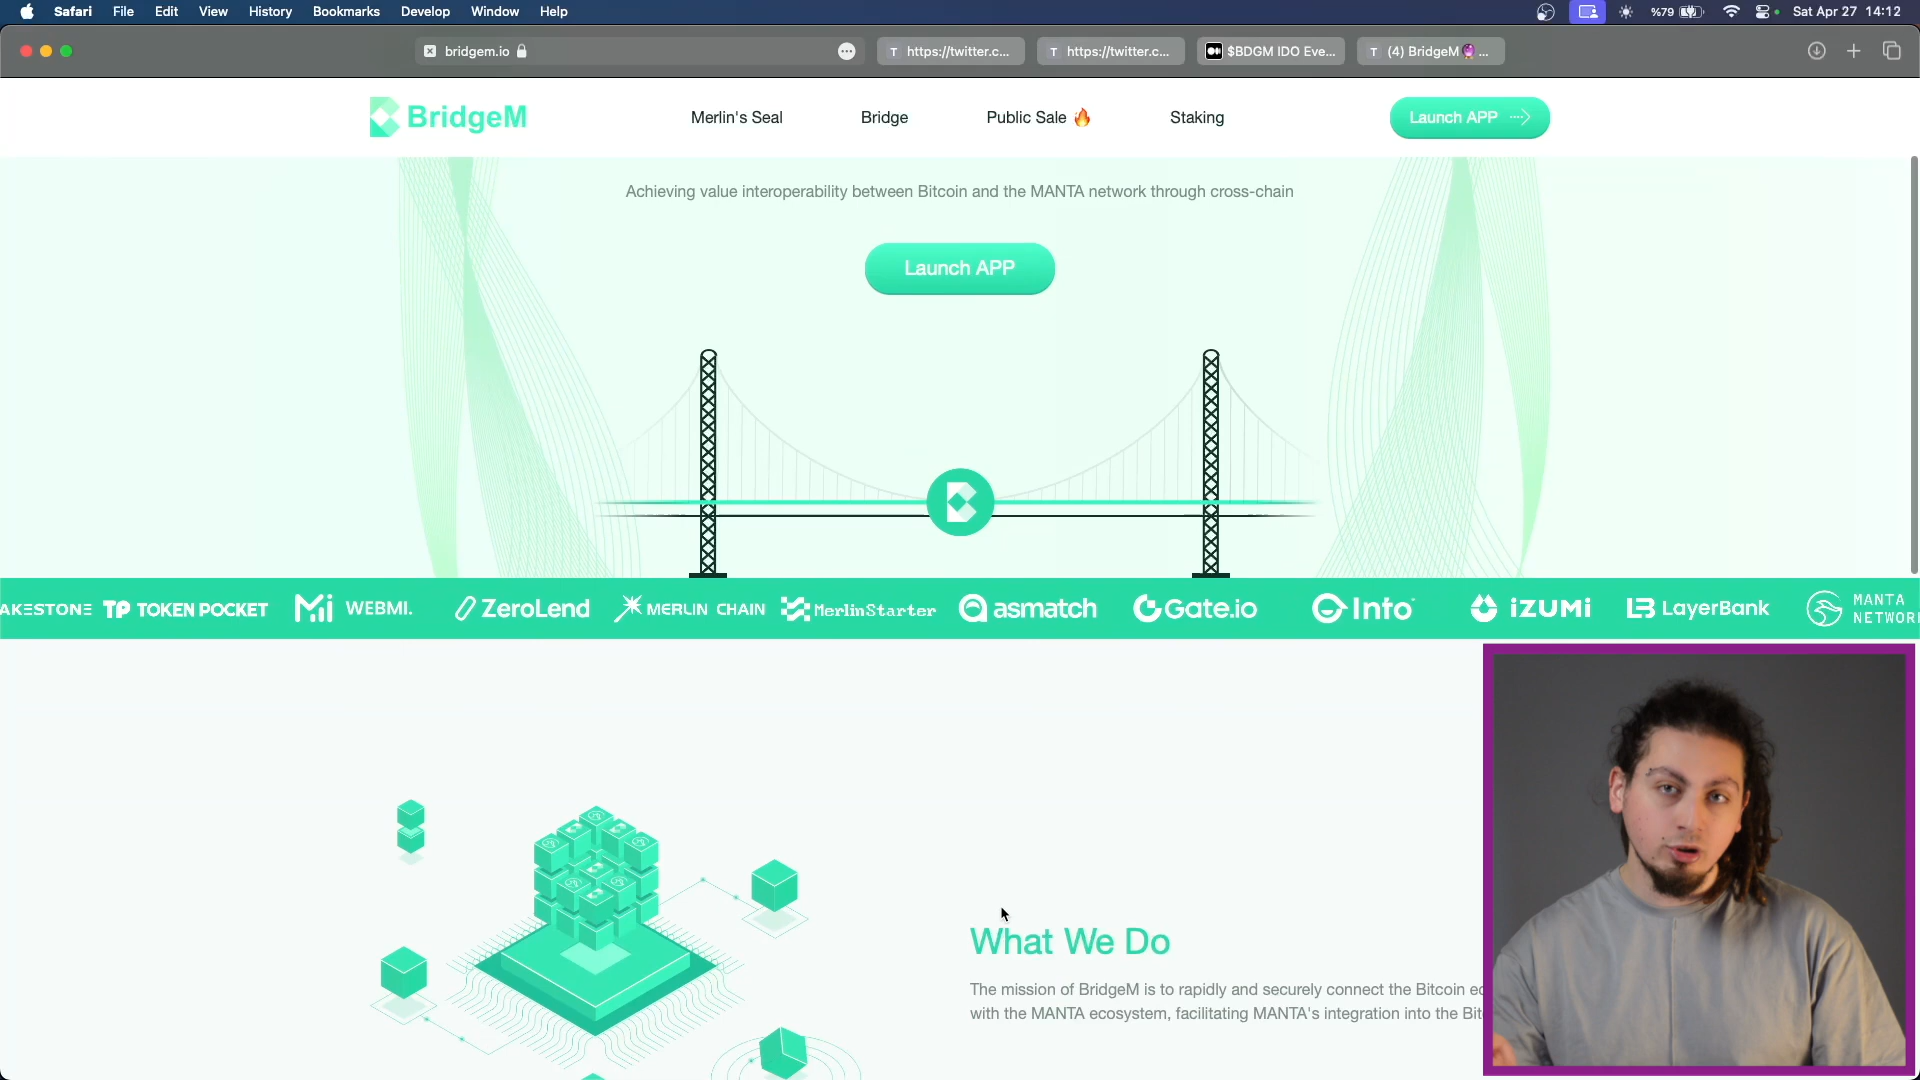 Safari File Edit View History Bookmarks Develop Window Help %79 Sat Apr 27 14:12
bridgem.io https://twitter.c... https://twitter.c... $BDGM IDO Eve... (4) BridgeM🔮...
BridgeM Merlin's Seal Bridge Public Sale 🔥 Staking Launch APP
Achieving value interoperability between Bitcoin and the MANTA network through cross-chain
Launch APP
AKESTONE TP TOKEN POCKET WEBMI. ZeroLend MERLIN CHAIN MerlinStarter asmatch Gate.io Info iZUMi LayerBank MANTA
NETWOR
What We Do
The mission of BridgeM is to rapidly and securely connect the Bitcoin ec
with the MANTA ecosystem, facilitating MANTA's integration into the Bit